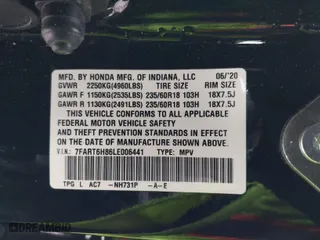 MFD. BY HONDA MFG. OF INDIANA, LLC 06/'20
GVWR 2250KG(4960LBS) TIRE SIZE RIM SIZE
GAWR F 1150KG(2535LBS) 235/60R18 103H 18X7.5J
GAWR R 1130KG(2491LBS) 235/60R18 103H 18X7.5J
THIS VEHICLE CONFORMS TO ALL APPLICABLE
FEDERAL MOTOR VEHICLE SAFETY
AND THEFT PREVENTION STANDARDS IN EFFECT
ON THE DATE OF MANUFACTURE SHOWN ABOVE.
VIN: 7FART6H86LE006441 TYPE: MPV
TPG L AC7 -NH731P -A-E